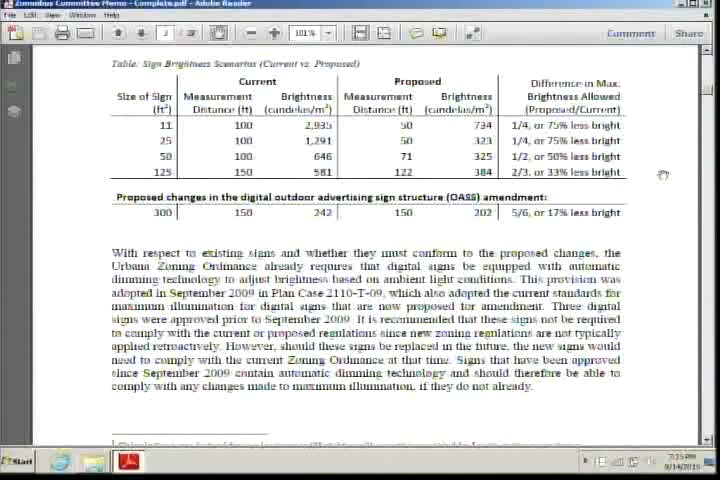 Zomnibus Committee Memo - Complete.pdf - Adobe Reader
File Edit View Window Help
3 / 101% Comment Share
Table: Sign Brightness Scenarios (Current vs. Proposed)
Current Proposed Difference in Max. Brightness Allowed (Proposed/Current)
Size of Sign (ft²) Measurement Distance (ft) Brightness (candelas/m²) Measurement Distance (ft) Brightness (candelas/m²)
11 100 2,935 50 734 1/4, or 75% less bright
25 100 1,291 50 323 1/4, or 75% less bright
50 100 646 71 325 1/2, or 50% less bright
125 150 581 122 384 2/3, or 33% less bright
Proposed changes in the digital outdoor advertising sign structure (OASS) amendment:
300 150 242 150 202 5/6, or 17% less bright
With respect to existing signs and whether they must conform to the proposed changes, the
Urbana Zoning Ordinance already requires that digital signs be equipped with automatic
dimming technology to adjust brightness based on ambient light conditions. This provision was
adopted in September 2009 in Plan Case 2110-T-09, which also adopted the current standards for
maximum illumination for digital signs that are now proposed for amendment. Three digital
signs were approved prior to September 2009. It is recommended that these signs not be required
to comply with the current or proposed regulations since new zoning regulations are not typically
applied retroactively. However, should these signs be replaced in the future, the new signs would
need to comply with the current Zoning Ordinance at that time. Signs that have been approved
since September 2009 contain automatic dimming technology and should therefore be able to
comply with any changes made to maximum illumination, if they do not already.
Start 7:35 PM
9/14/2015